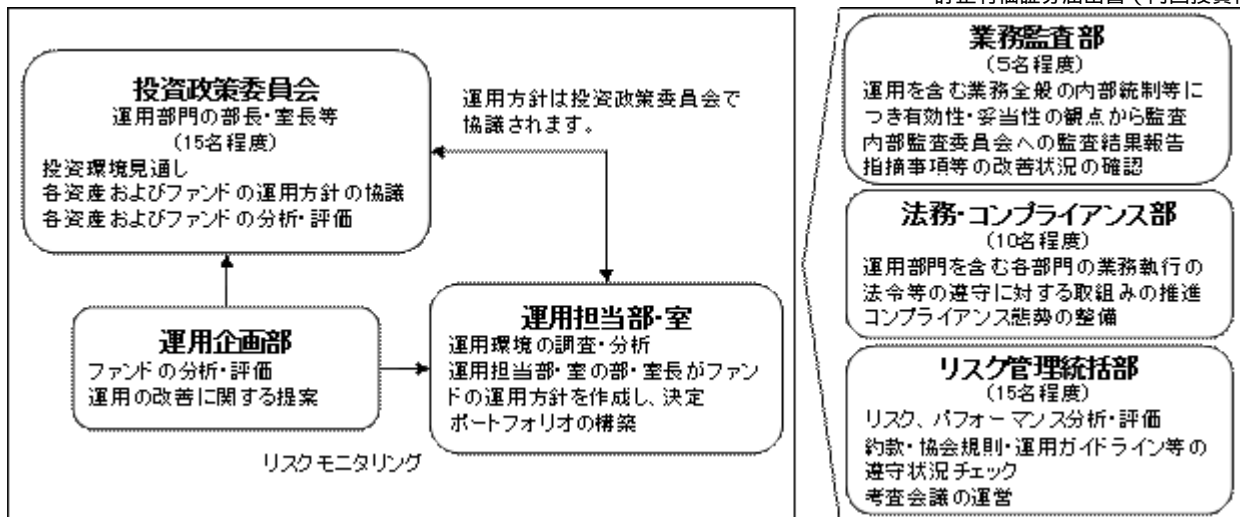 投資政策委員会
運用部門の部長・室長等
(15名程度)
投資環境見通し
各資産およびファンドの運用方針の協議
各資産およびファンドの分析・評価
運用方針は投資政策委員会で
協議されます。
運用企画部
ファンドの分析・評価
運用の改善に関する提案
運用担当部・室
運用環境の調査・分析
運用担当部・室の部・室長がファン
ドの運用方針を作成し、決定
ポートフォリオの構築
リスクモニタリング
業務監査部
(5名程度)
運用を含む業務全般の内部統制等に
つき有効性・妥当性の観点から監査
内部監査委員会への監査結果報告
指摘事項等の改善状況の確認
法務・コンプライアンス部
(10名程度)
運用部門を含む各部門の業務執行の
法令等の遵守に対する取組みの推進
コンプライアンス態勢の整備
リスク管理統括部
(15名程度)
リスク、パフォーマンス分析・評価
約款・協会規則・運用ガイドライン等の
遵守状況チェック
考査会議の運営